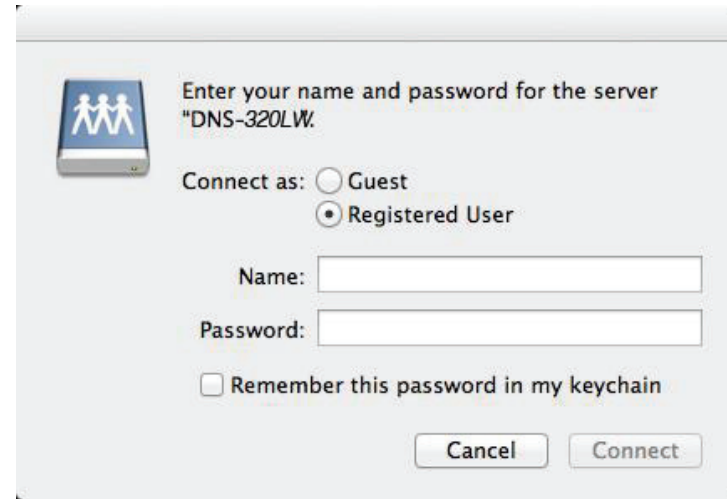 Enter your name and password for the server
"DNS-320LW.
Connect as: Guest
Registered User
Name:
Password:
Remember this password in my keychain
Cancel Connect